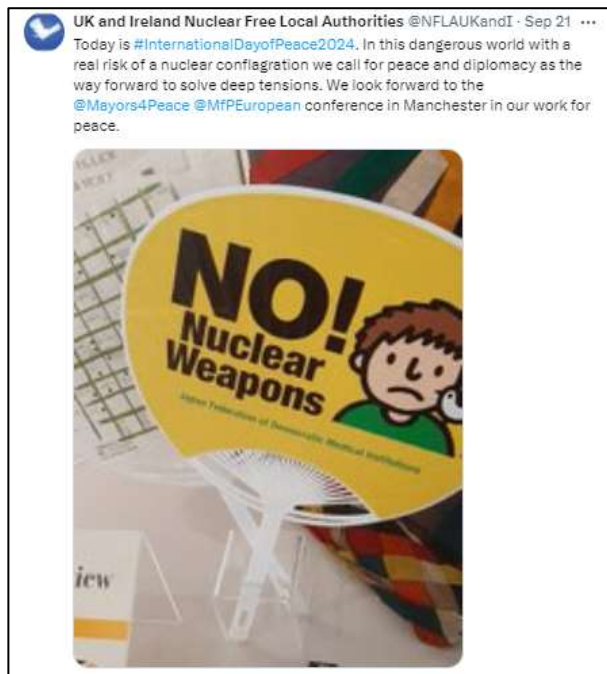 UK and Ireland Nuclear Free Local Authorities @NFLAUKandI · Sep 21 ···
Today is #InternationalDayofPeace2024. In this dangerous world with a
real risk of a nuclear conflagration we call for peace and diplomacy as the
way forward to solve deep tensions. We look forward to the
@Mayors4Peace @MfPEuropean conference in Manchester in our work for
peace.
NO!
Nuclear
Weapons
Japan Federation of Democratic Medical Institutions